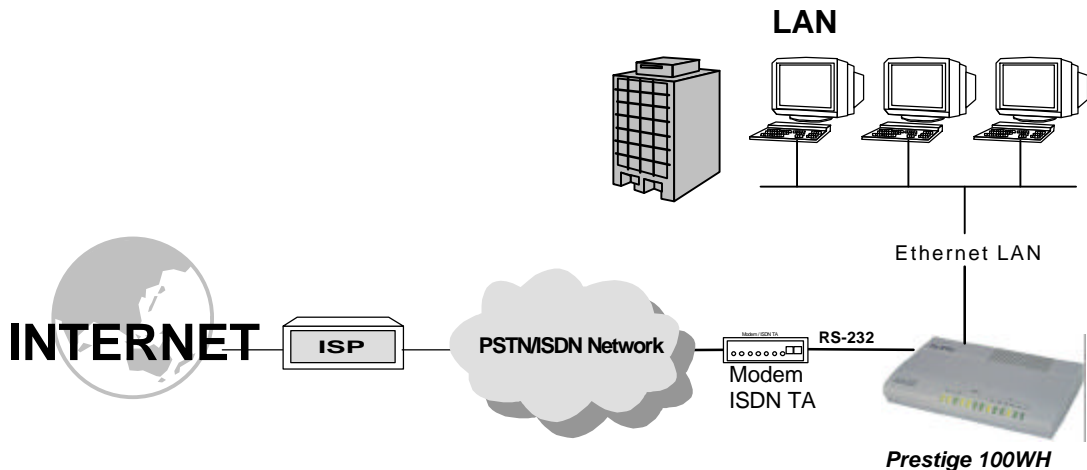 LAN
Ethernet LAN
INTERNET
ISP
PSTN/ISDN Network
Modem / ISDN TA
RS-232
Modem
ISDN TA
Prestige 100WH